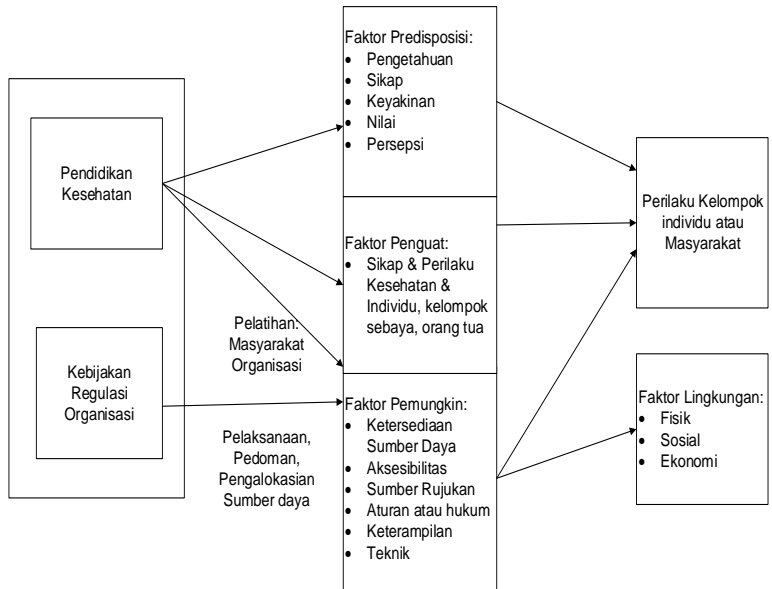 Pendidikan
Kesehatan
Kebijakan
Regulasi
Organisasi
Pelatihan:
Masyarakat
Organisasi
Pelaksanaan,
Pedoman,
Pengalokasian
Sumber daya
Faktor Predisposisi:
• Pengetahuan
• Sikap
• Keyakinan
• Nilai
• Persepsi
Faktor Penguat:
• Sikap & Perilaku
Kesehatan &
Individu, kelompok
sebaya, orang tua
Faktor Pemungkin:
• Ketersediaan
Sumber Daya
• Aksesibilitas
• Sumber Rujukan
• Aturan atau hukum
• Keterampilan
• Teknik
Perilaku Kelompok
individu atau
Masyarakat
Faktor Lingkungan:
• Fisik
• Sosial
• Ekonomi